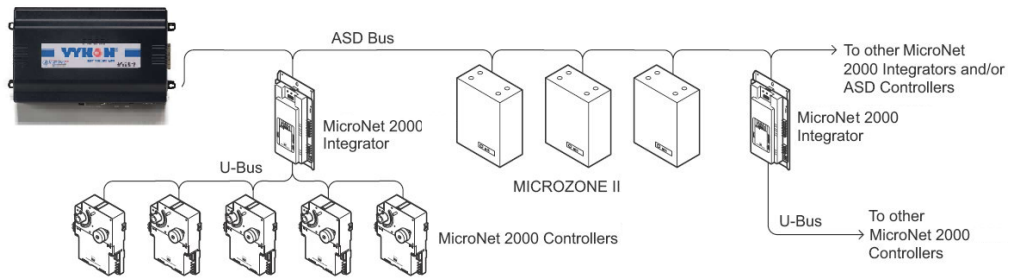 VYKON
ASD Bus
To other MicroNet
2000 Integrators and/or
ASD Controllers
MicroNet 2000
Integrator
MicroNet 2000
Integrator
U-Bus
MICROZONE II
U-Bus
To other
MicroNet 2000
Controllers
MicroNet 2000 Controllers